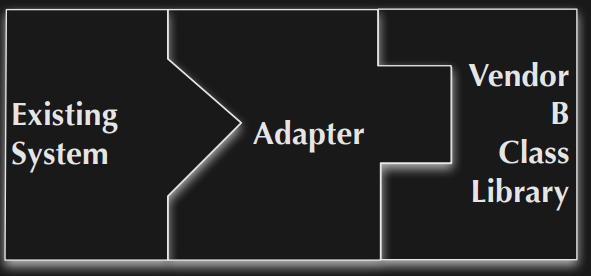 Existing
System
Adapter
Vendor
B
Class
Library